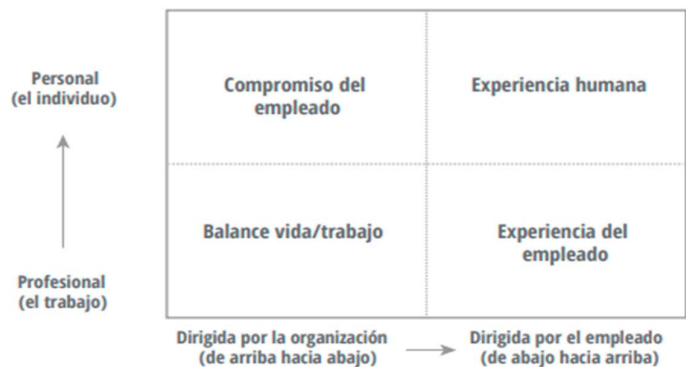 Personal
(el individuo)
Compromiso del
empleado
Experiencia humana
Balance vida/trabajo
Experiencia del
empleado
Profesional
(el trabajo)
Dirigida por la organización
(de arriba hacia abajo)
Dirigida por el empleado
(de abajo hacia arriba)